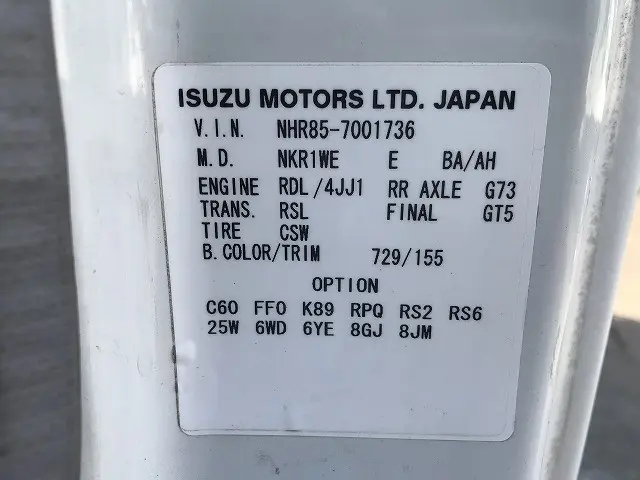 ISUZU MOTORS LTD. JAPAN
V.I.N. NHR85-7001736
M.D. NKR1WE E BA/AH
ENGINE RDL/4JJ1 RR AXLE G73
TRANS. RSL FINAL GT5
TIRE CSW
B.COLOR/TRIM 729/155
OPTION
C60 FF0 K89 RPQ RS2 RS6
25W 6WD 6YE 8GJ 8JM